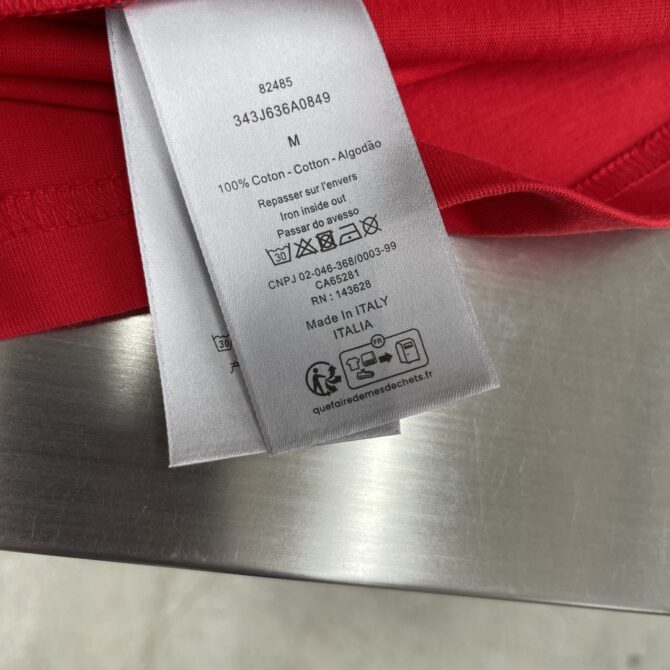 82485
343J636A0849
M
100% Coton - Cotton - Algodão
Repasser sur l'envers
Iron inside out
Passar do avesso
30
CNPJ 02-046-368/0003-99
CA65281
RN : 143628
Made In ITALY
ITALIA
FR
quefairedemesdechets.fr
30